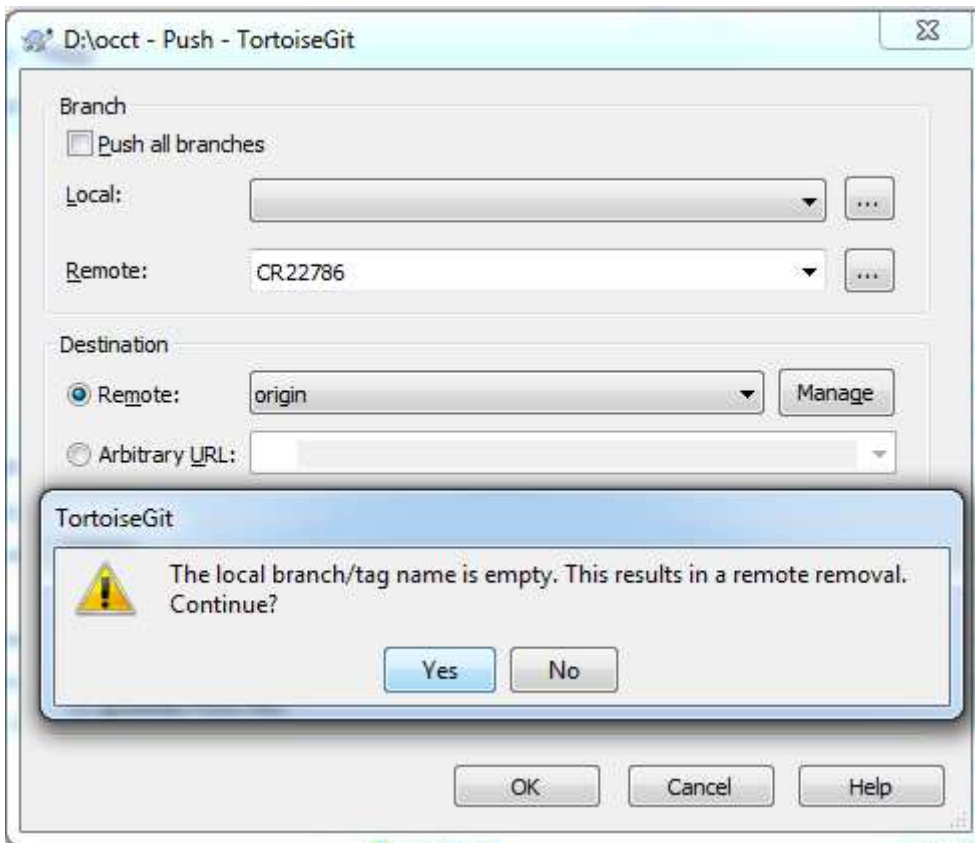 D:\occt - Push - TortoiseGit
Branch
Push all branches
Local:
...
Remote:
CR22786
...
Destination
Remote:
origin
Manage
Arbitrary URL:
TortoiseGit
The local branch/tag name is empty. This results in a remote removal.
Continue?
Yes
No
OK
Cancel
Help